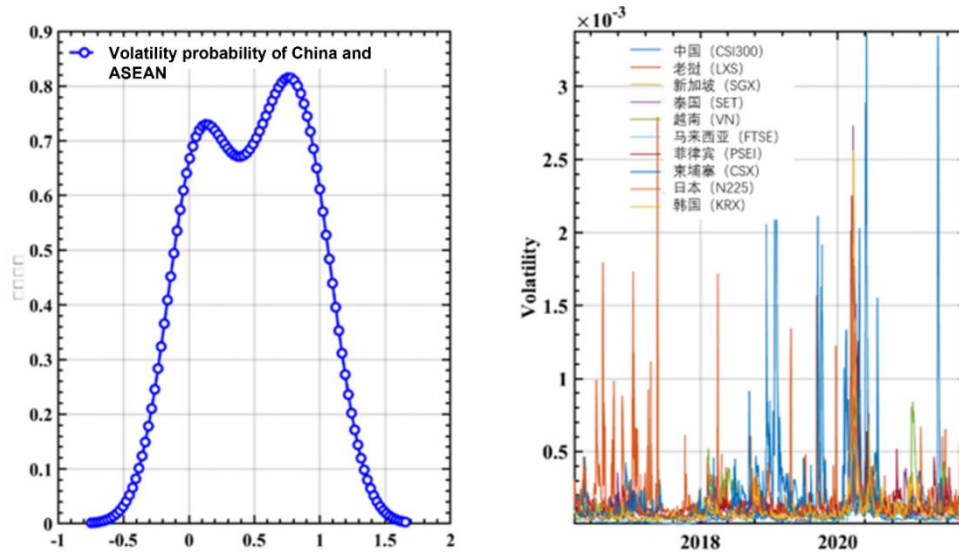 0.9
0.8
0.7
0.6
0.5
0.4
0.3
0.2
0.1
0
-1
-0.5
0
0.5
1
1.5
2
Volatility probability of China and
ASEAN
×10⁻³
3
2.5
2
1.5
1
0.5
Volatility
2018
2020
中国（CSI300）
老挝（LXS）
新加坡（SGX）
泰国（SET）
越南（VN）
马来西亚（FTSE）
菲律宾（PSEI）
柬埔寨（CSX）
日本（N225）
韩国（KRX）